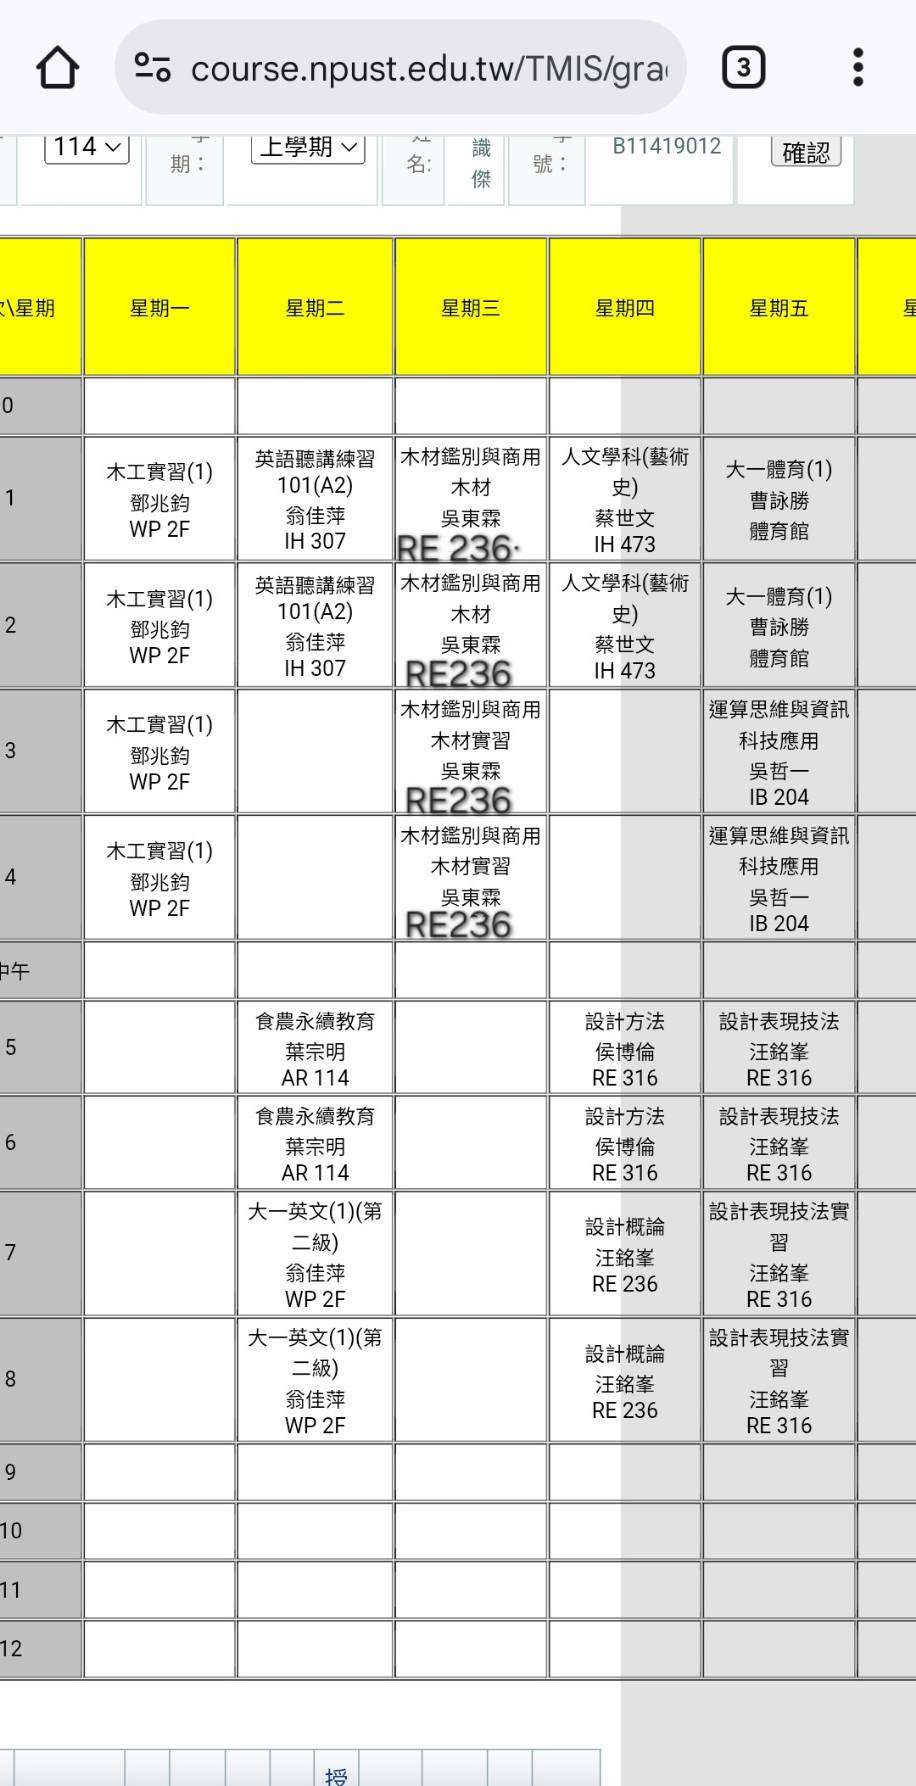 course.npust.edu.tw/TMIS/gra
3
114
期：
上學期
名:
識
傑
號：
B11419012
確認
\星期
星期一
星期二
星期三
星期四
星期五
0
1
木工實習(1)
鄧兆鈞
WP 2F
英語聽講練習
101(A2)
翁佳萍
IH 307
木材鑑別與商用
木材
吳東霖
RE 236·
人文學科(藝術
史)
蔡世文
IH 473
大一體育(1)
曹詠勝
體育館
2
木工實習(1)
鄧兆鈞
WP 2F
英語聽講練習
101(A2)
翁佳萍
IH 307
木材鑑別與商用
木材
吳東霖
RE236
人文學科(藝術
史)
蔡世文
IH 473
大一體育(1)
曹詠勝
體育館
3
木工實習(1)
鄧兆鈞
WP 2F
木材鑑別與商用
木材實習
吳東霖
RE236
運算思維與資訊
科技應用
吳哲一
IB 204
4
木工實習(1)
鄧兆鈞
WP 2F
木材鑑別與商用
木材實習
吳東霖
RE236
運算思維與資訊
科技應用
吳哲一
IB 204
中午
5
食農永續教育
葉宗明
AR 114
設計方法
侯博倫
RE 316
設計表現技法
汪銘峯
RE 316
6
食農永續教育
葉宗明
AR 114
設計方法
侯博倫
RE 316
設計表現技法
汪銘峯
RE 316
7
大一英文(1)(第
二級)
翁佳萍
WP 2F
設計概論
汪銘峯
RE 236
設計表現技法實
習
汪銘峯
RE 316
8
大一英文(1)(第
二級)
翁佳萍
WP 2F
設計概論
汪銘峯
RE 236
設計表現技法實
習
汪銘峯
RE 316
9
10
11
12
授